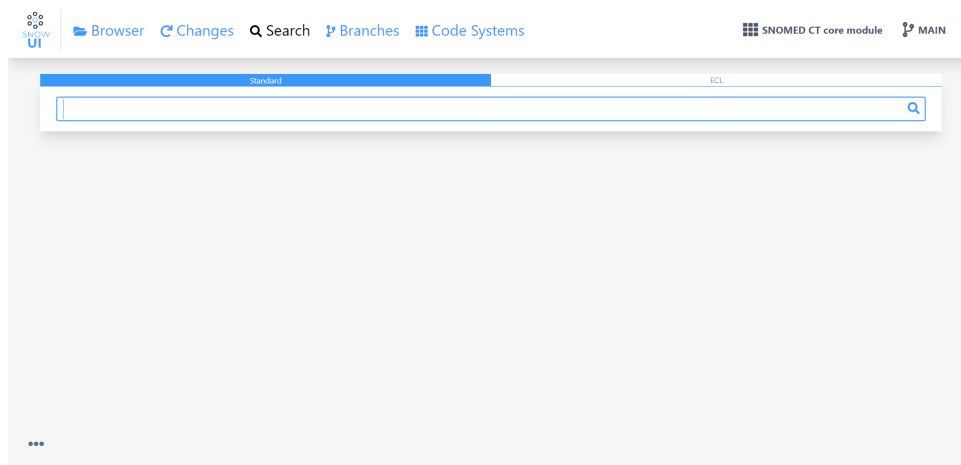 SNOW
UI
Browser Changes Search Branches Code Systems SNOMED CT core module MAIN
Standard ECL